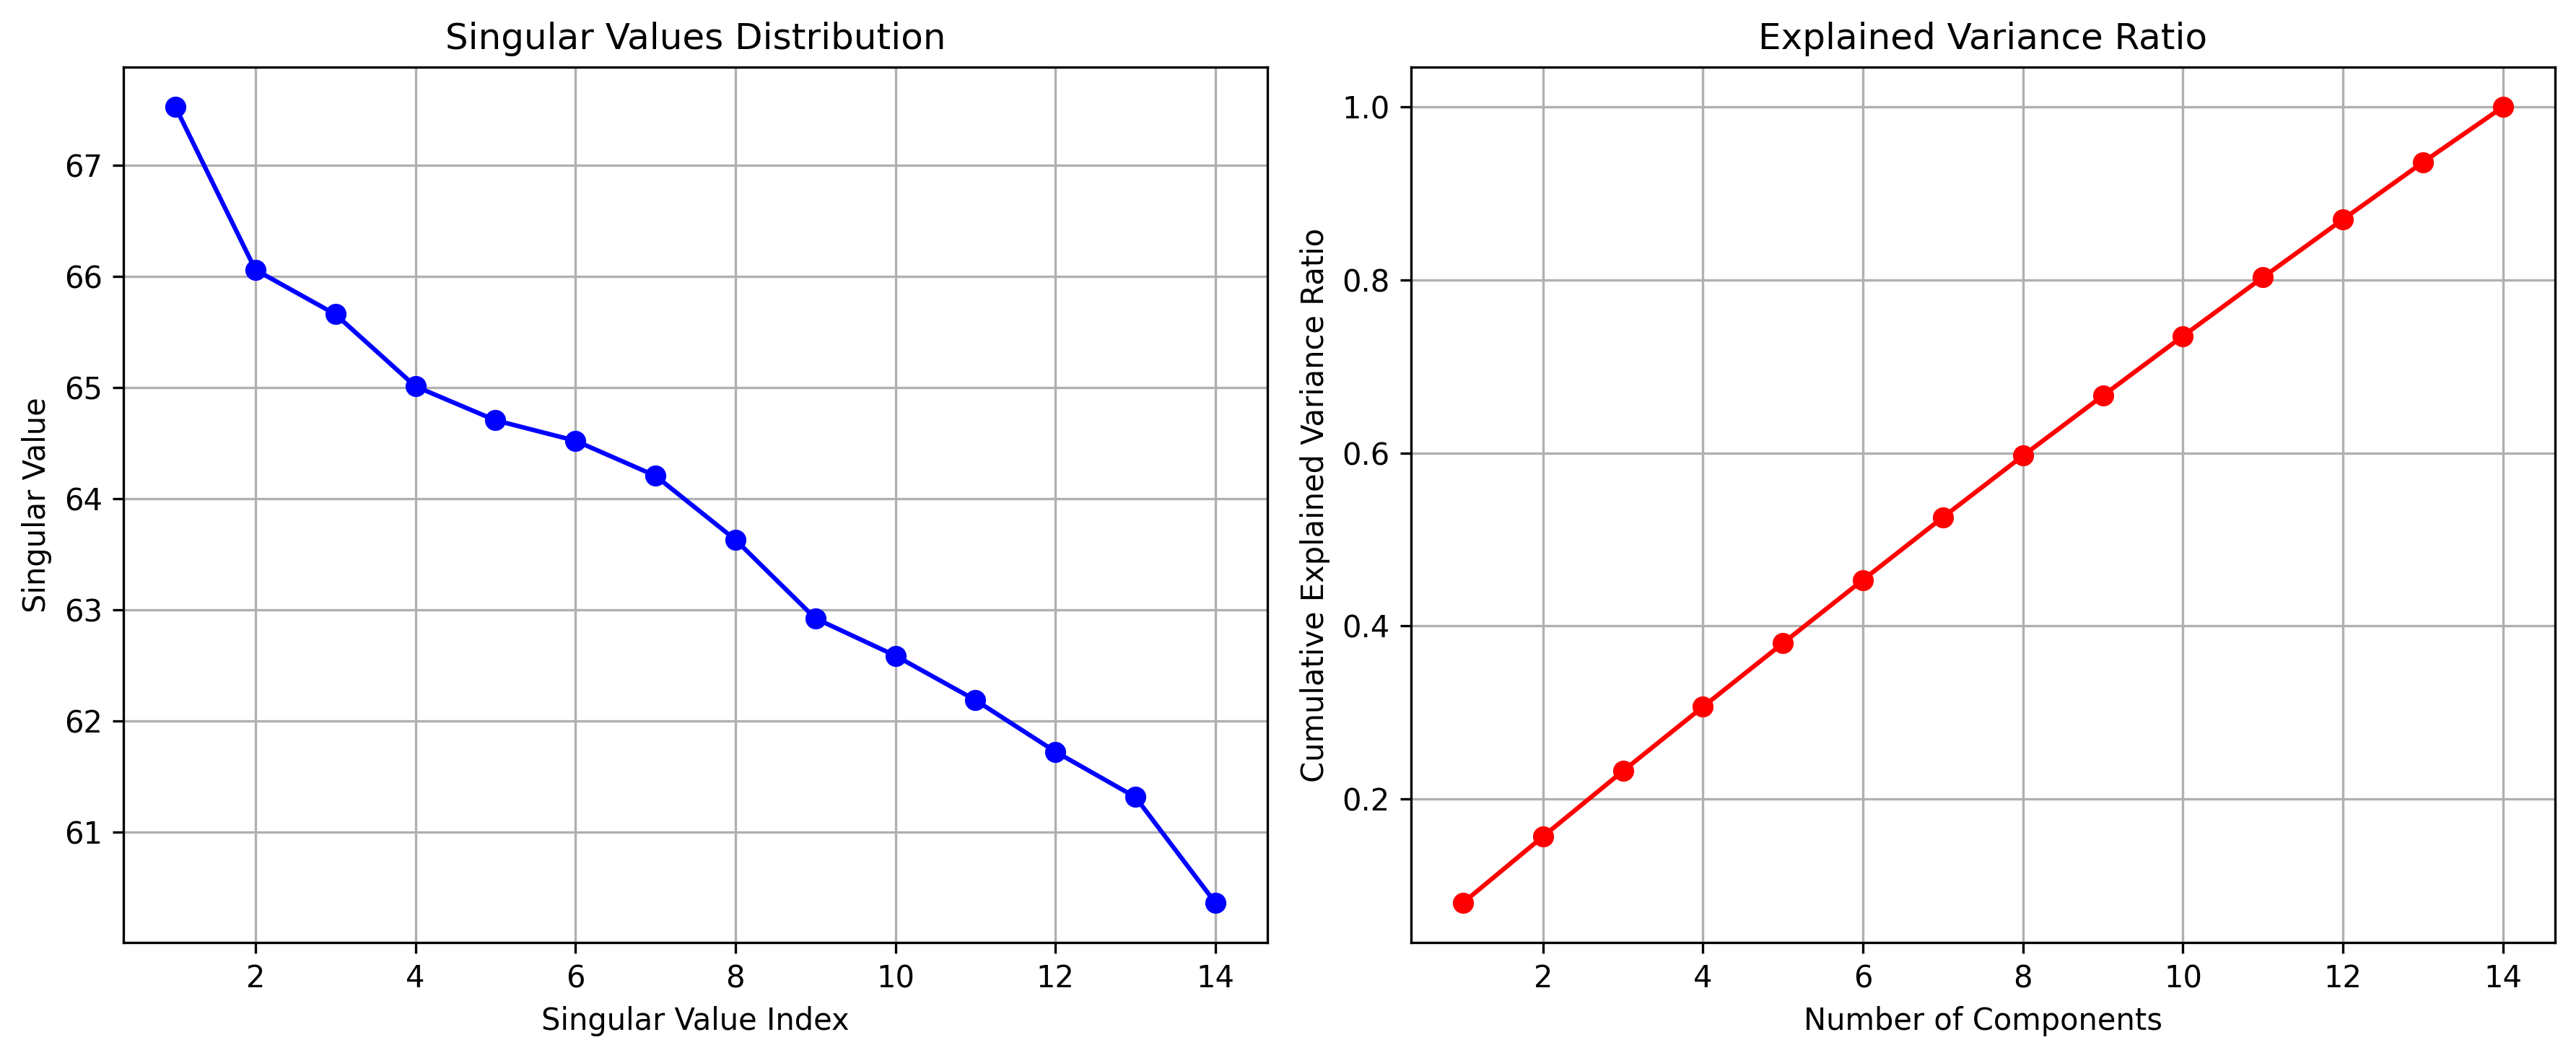 Singular Values Distribution
67
66
65
64
63
62
61
Singular Value
2 4 6 8 10 12 14
Singular Value Index
Explained Variance Ratio
1.0
0.8
0.6
0.4
0.2
Cumulative Explained Variance Ratio
2 4 6 8 10 12 14
Number of Components